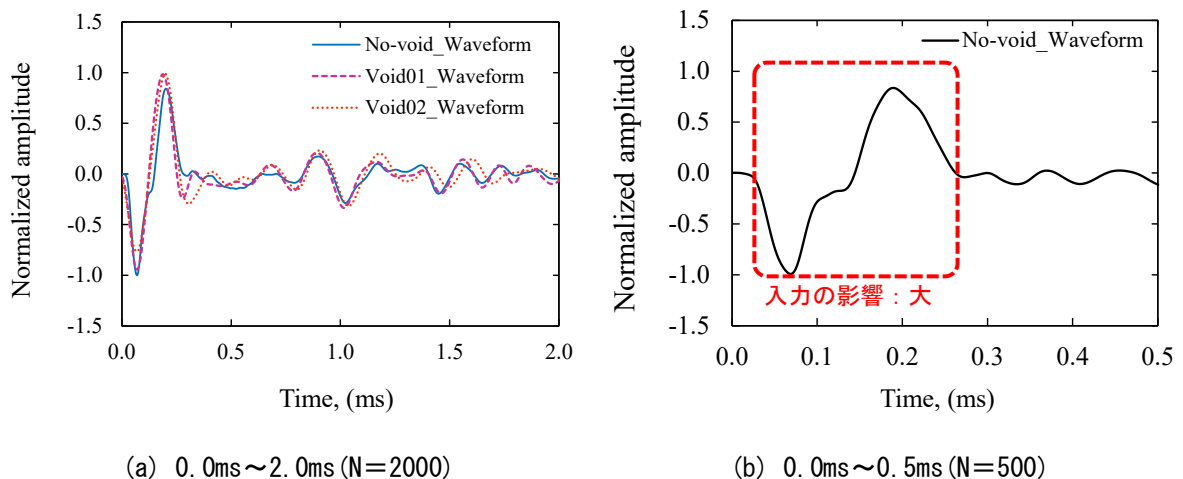 1.5
1.0
0.5
0.0
-0.5
-1.0
-1.5
Normalized amplitude
No-void_Waveform
Void01_Waveform
Void02_Waveform
0.0
0.5
1.0
1.5
2.0
Time, (ms)
(a) 0.0ms～2.0ms(N＝2000)
1.5
1.0
0.5
0.0
-0.5
-1.0
-1.5
Normalized amplitude
No-void_Waveform
入力の影響：大
0.0
0.1
0.2
0.3
0.4
0.5
Time, (ms)
(b) 0.0ms～0.5ms(N＝500)